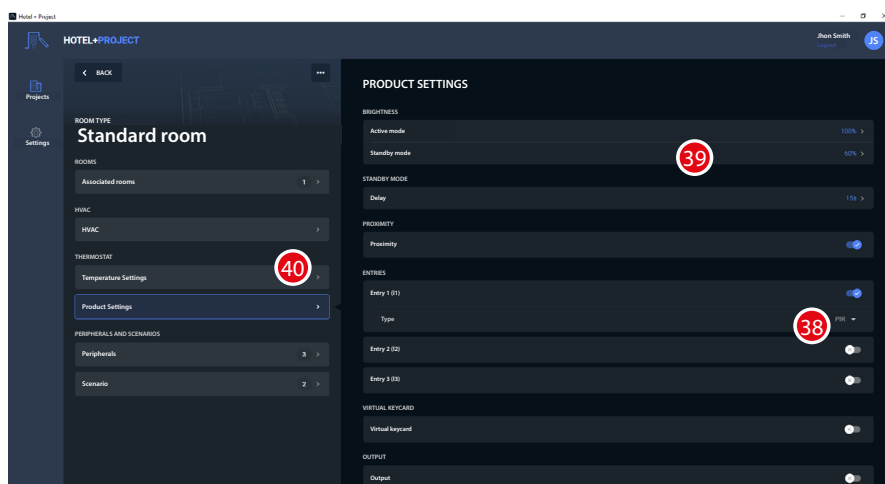 Hotel + Project
HOTEL+PROJECT
Jhon Smith
Logout
JS
Projects
Settings
BACK
ROOM TYPE
Standard room
ROOMS
Associated rooms 1
HVAC
HVAC
THERMOSTAT
Temperature Settings
40
Product Settings
PERIPHERALS AND SCENARIOS
Peripherals 3
Scenario 2
PRODUCT SETTINGS
BRIGHTNESS
Active mode 100%
Standby mode 60%
39
STANDBY MODE
Delay 15s
PROXIMITY
Proximity
ENTRIES
Entry 1 (I1)
Type PIR
38
Entry 2 (I2)
Entry 3 (I3)
VIRTUAL KEYCARD
Virtual keycard
OUTPUT
Output